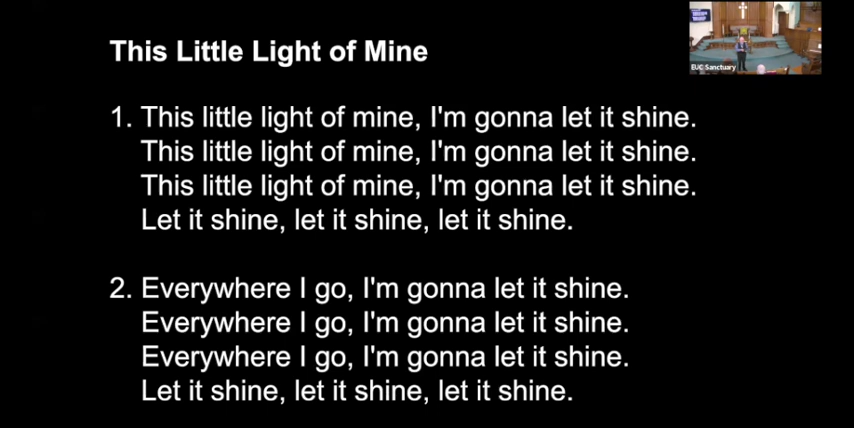 This Little Light of Mine
EUC Sanctuary
1. This little light of mine, I'm gonna let it shine.
This little light of mine, I'm gonna let it shine.
This little light of mine, I'm gonna let it shine.
Let it shine, let it shine, let it shine.
2. Everywhere I go, I'm gonna let it shine.
Everywhere I go, I'm gonna let it shine.
Everywhere I go, I'm gonna let it shine.
Let it shine, let it shine, let it shine.